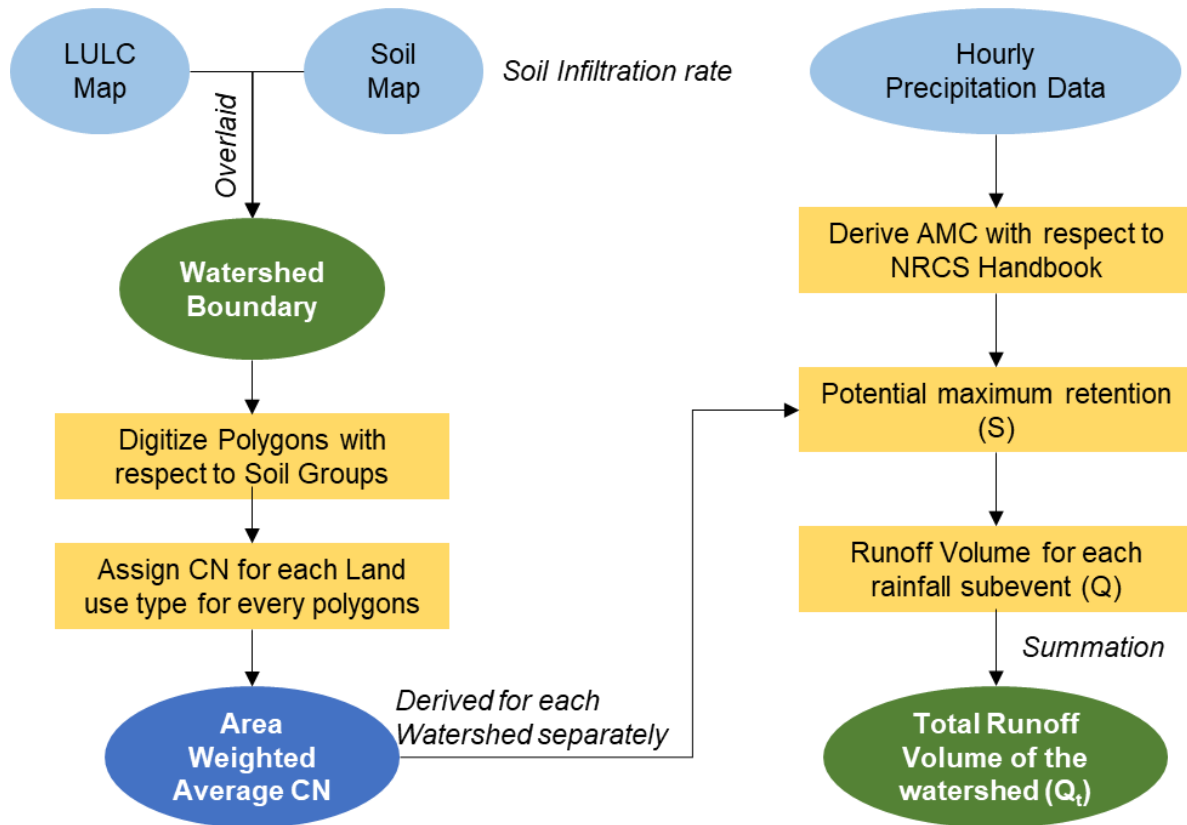 LULC
Map
Soil
Map
Soil Infiltration rate
Overlaid
Watershed
Boundary
Digitize Polygons with
respect to Soil Groups
Assign CN for each Land
use type for every polygons
Area
Weighted
Average CN
Derived for each
Watershed separately
Hourly
Precipitation Data
Derive AMC with respect to
NRCS Handbook
Potential maximum retention
(S)
Runoff Volume for each
rainfall subevent (Q)
Summation
Total Runoff
Volume of the
watershed (Qt)